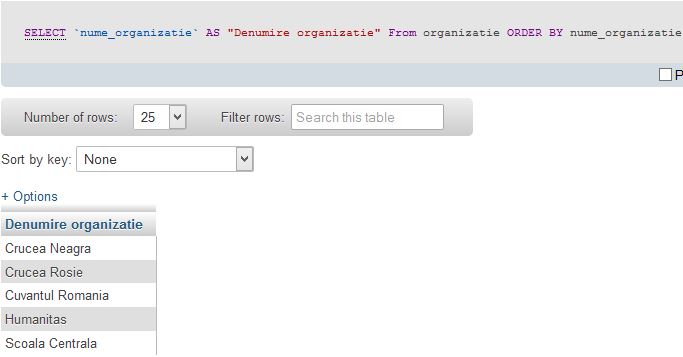 SELECT `nume_organizatie` AS "Denumire organizatie" From organizatie ORDER BY nume_organizatie
P
Number of rows: 25 Filter rows: Search this table
Sort by key: None
+ Options
Denumire organizatie
Crucea Neagra
Crucea Rosie
Cuvantul Romania
Humanitas
Scoala Centrala